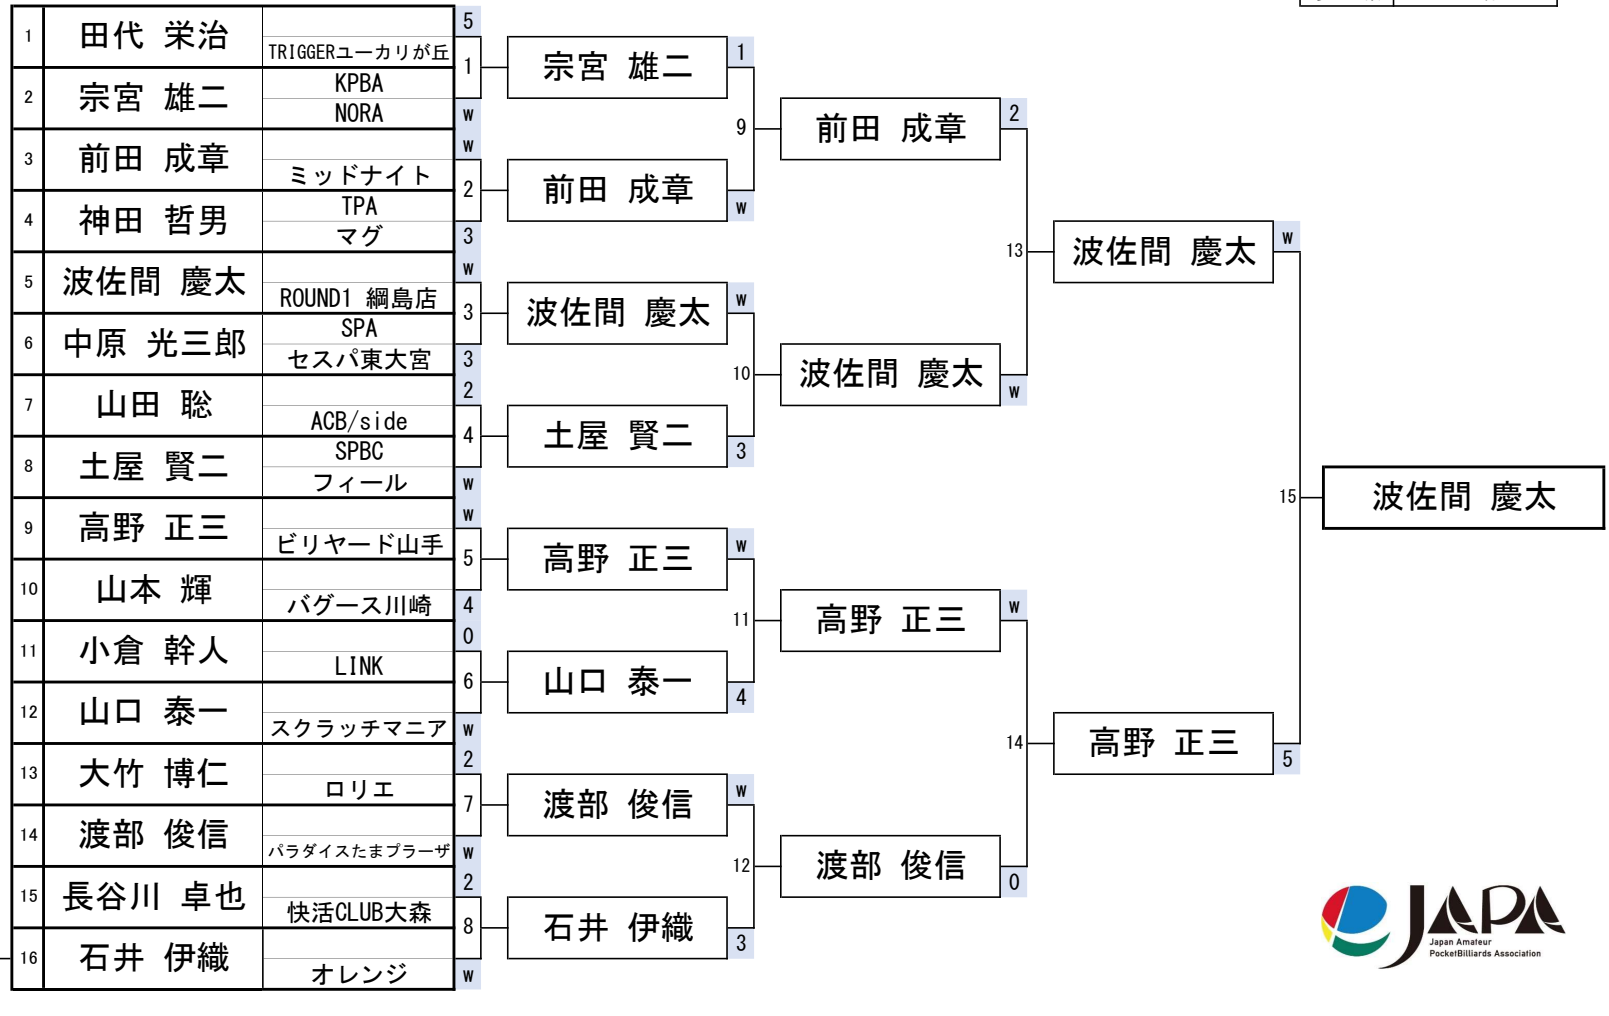 1 田代 栄治 5
TRIGGERユーカリが丘
1
2 宗宮 雄二 KPBA
NORA W
3 前田 成章 W
ミッドナイト
2
4 神田 哲男 TPA
マグ 3
5 波佐間 慶太 W
ROUND1 綱島店
3
6 中原 光三郎 SPA
セスパ東大宮 3
7 山田 聡 2
ACB/side
4
8 土屋 賢二 SPBC
フィール W
9 高野 正三 W
ビリヤード山手
5
10 山本 輝
バグース川崎 4
11 小倉 幹人 0
LINK
6
12 山口 泰一
スクラッチマニア W
13 大竹 博仁 2
ロリエ
7
14 渡部 俊信
パラダイスたまプラーザ W
15 長谷川 卓也 2
快活CLUB大森
8
16 石井 伊織
オレンジ W
宗宮 雄二 1
9
前田 成章 W
波佐間 慶太 W
10
土屋 賢二 3
高野 正三 W
11
山口 泰一 4
渡部 俊信 W
12
石井 伊織 3
前田 成章 2
13
波佐間 慶太 W
高野 正三 W
14
渡部 俊信 0
波佐間 慶太 W
15
高野 正三 5
波佐間 慶太
JAPA
Japan Amateur
PocketBilliards Association